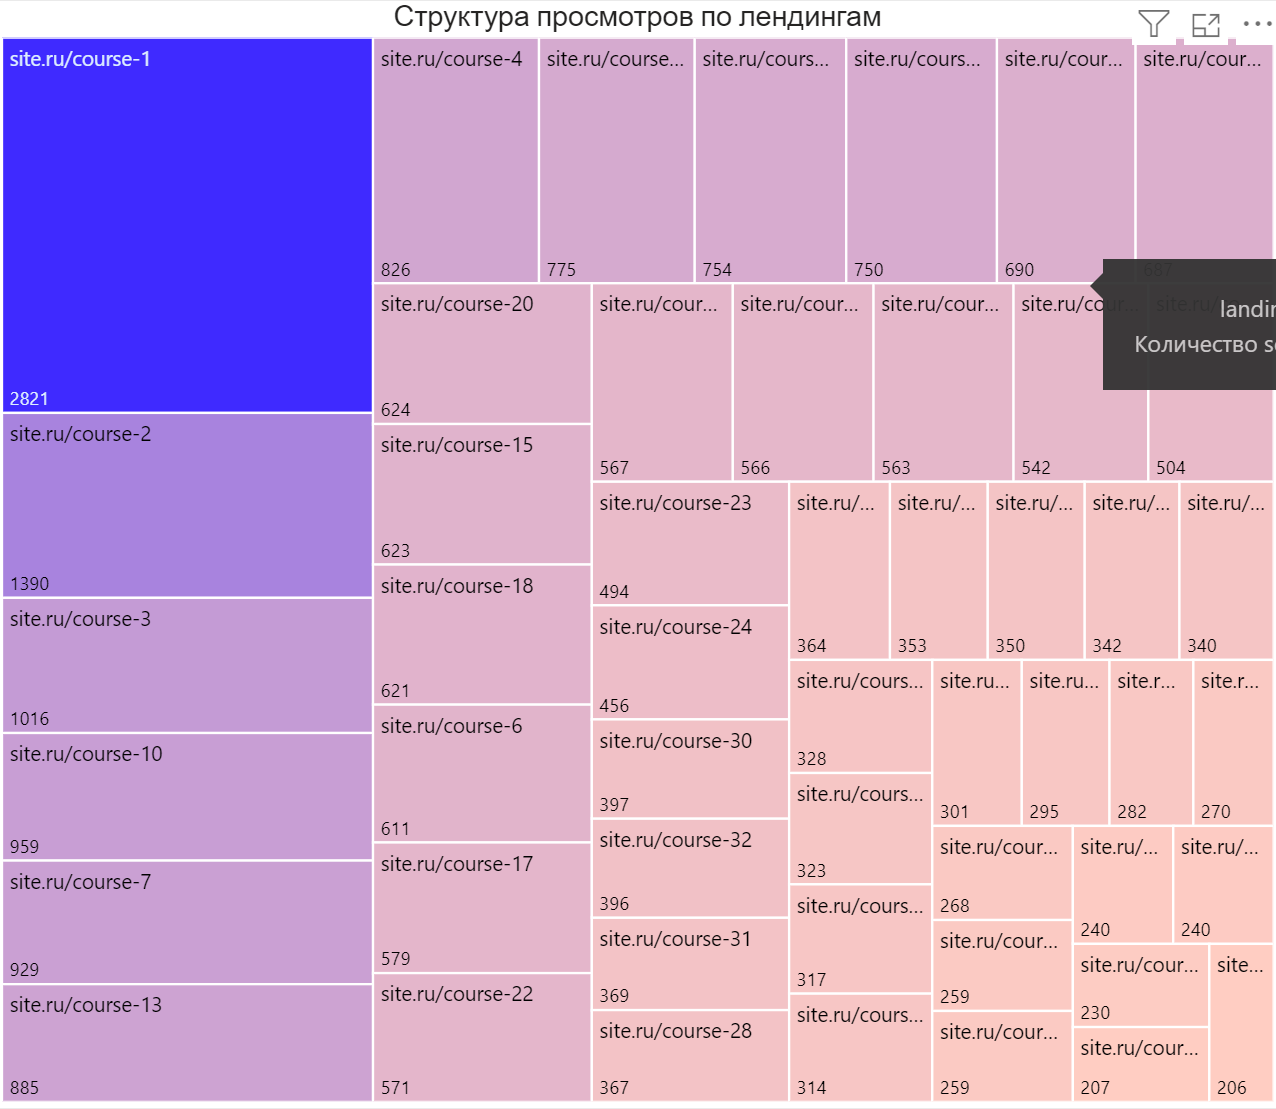 Структура просмотров по лендингам
site.ru/course-1
2821
site.ru/course-2
1390
site.ru/course-3
1016
site.ru/course-10
959
site.ru/course-7
929
site.ru/course-13
885
site.ru/course-4
826
site.ru/course...
775
site.ru/cours...
754
site.ru/cours...
750
site.ru/cour...
690
site.ru/cour...
687
site.ru/course-20
624
site.ru/course-15
623
site.ru/course-18
621
site.ru/course-6
611
site.ru/course-17
579
site.ru/course-22
571
site.ru/cour...
567
site.ru/cour...
566
site.ru/cour...
563
site.ru/cour...
542
504
landin
Количество se
site.ru/course-23
494
site.ru/course-24
456
site.ru/course-30
397
site.ru/course-32
396
site.ru/course-31
369
site.ru/course-28
367
site.ru/...
364
site.ru/...
353
site.ru/...
350
site.ru/...
342
site.ru/...
340
site.ru/cours...
328
site.ru/cours...
323
site.ru/cours...
317
site.ru/cours...
314
site.ru...
301
site.ru...
295
site.r...
282
site.r...
270
site.ru/cour...
268
site.ru/cour...
259
site.ru/cour...
259
site.ru/...
240
site.ru/...
240
site.ru/cour...
230
site.ru/cour...
207
site...
206